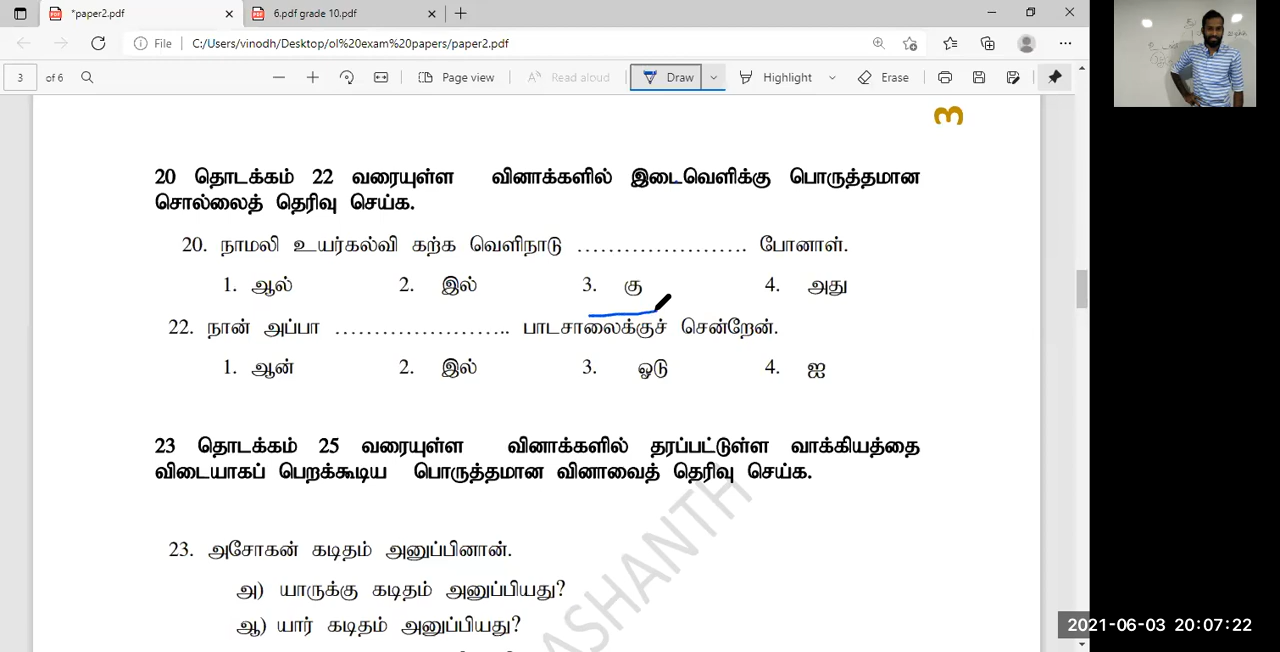 *paper2.pdf
6.pdf grade 10.pdf
File
C:/Users/vinodh/Desktop/ol%20exam%20papers/paper2.pdf
3 of 6
Page view
Read aloud
Draw
Highlight
Erase
3
20 தொடக்கம் 22 வரையுள்ள வினாக்களில் இடைவெளிக்கு பொருத்தமான
சொல்லைத் தெரிவு செய்க.
20. நாமலி உயர்கல்வி கற்க வெளிநாடு ...................... போனாள்.
1. ஆல் 2. இல் 3. கு 4. அது
22. நான் அப்பா ....................... பாடசாலைக்குச் சென்றேன்.
1. ஆன் 2. இல் 3. ஓடு 4. ஐ
23 தொடக்கம் 25 வரையுள்ள வினாக்களில் தரப்பட்டுள்ள வாக்கியத்தை
விடையாகப் பெறக்கூடிய பொருத்தமான வினாவைத் தெரிவு செய்க.
23. அசோகன் கடிதம் அனுப்பினான்.
அ) யாருக்கு கடிதம் அனுப்பியது?
ஆ) யார் கடிதம் அனுப்பியது?
ASHANTH
2021-06-03 20:07:22